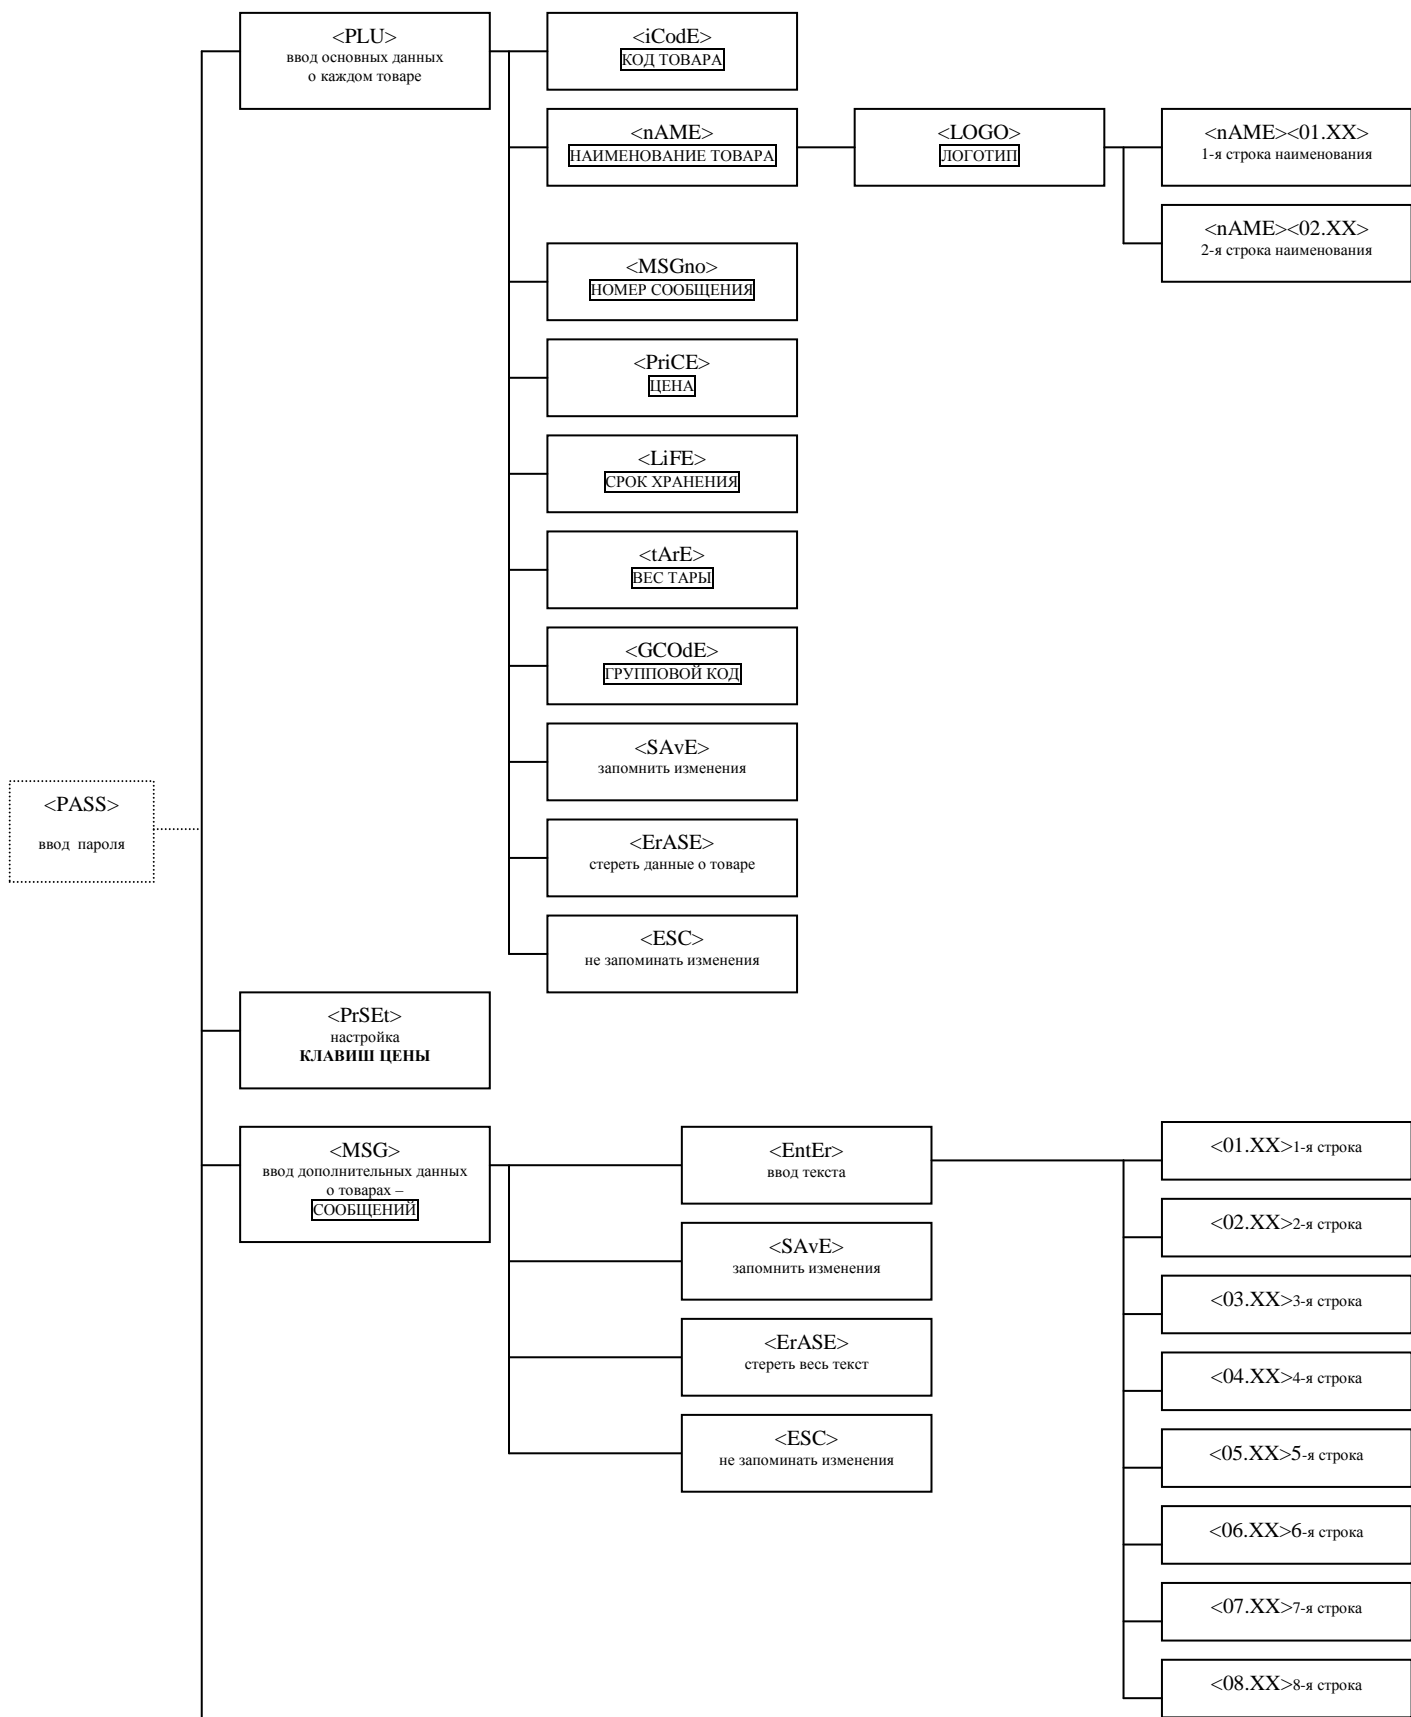 <PLU>
ввод основных данных
о каждом товаре
<iCodE>
КОД ТОВАРА
<nAME>
НАИМЕНОВАНИЕ ТОВАРА
<LOGO>
ЛОГОТИП
<nAME><01.XX>
1-я строка наименования
<nAME><02.XX>
2-я строка наименования
<MSGno>
НОМЕР СООБЩЕНИЯ
<PriCE>
ЦЕНА
<LiFE>
СРОК ХРАНЕНИЯ
<tArE>
ВЕС ТАРЫ
<GCOdE>
ГРУППОВОЙ КОД
<SAvE>
запомнить изменения
<ErASE>
стереть данные о товаре
<ESC>
не запоминать изменения
<PASS>
ввод пароля
<PrSEt>
настройка
КЛАВИШ ЦЕНЫ
<MSG>
ввод дополнительных данных
о товарах –
СООБЩЕНИЙ
<EntEr>
ввод текста
<SAvE>
запомнить изменения
<ErASE>
стереть весь текст
<ESC>
не запоминать изменения
<01.XX>1-я строка
<02.XX>2-я строка
<03.XX>3-я строка
<04.XX>4-я строка
<05.XX>5-я строка
<06.XX>6-я строка
<07.XX>7-я строка
<08.XX>8-я строка